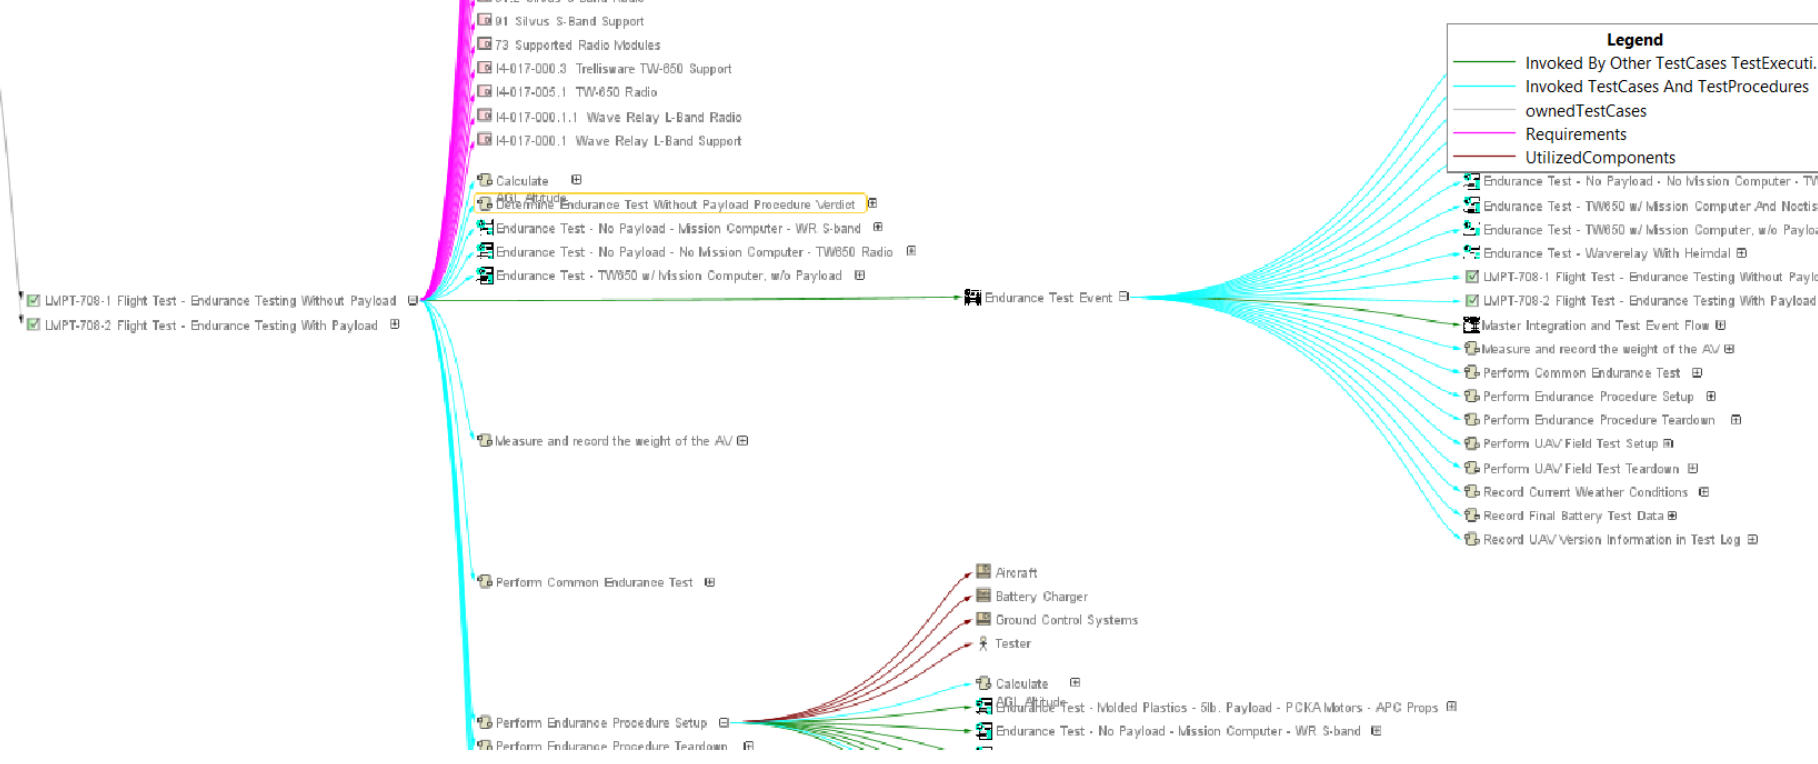 91 Silvus S-Band Support
73 Supported Radio Modules
I4-017-000.3 Trellisware TW-650 Support
I4-017-005.1 TW-650 Radio
I4-017-000.1.1 Wave Relay L-Band Radio
I4-017-000.1 Wave Relay L-Band Support
Calculate
AGL Altitude
Determine Endurance Test Without Payload Procedure Verdict
Endurance Test - No Payload - Mission Computer - WR S-band
Endurance Test - No Payload - No Mission Computer - TW650 Radio
Endurance Test - TW650 w/ Mission Computer, w/o Payload
LMPT-708-1 Flight Test - Endurance Testing Without Payload
LMPT-708-2 Flight Test - Endurance Testing With Payload
Measure and record the weight of the AV
Perform Common Endurance Test
Perform Endurance Procedure Setup
Perform Endurance Procedure Teardown
Endurance Test Event
Aircraft
Battery Charger
Ground Control Systems
Tester
Calculate
AGL Altitude
Endurance Test - Molded Plastics - 5lb. Payload - PCKA Motors - APC Props
Endurance Test - No Payload - Mission Computer - WR S-band
Legend
Invoked By Other TestCases TestExecuti...
Invoked TestCases And TestProcedures
ownedTestCases
Requirements
UtilizedComponents
Endurance Test - No Payload - No Mission Computer - TW
Endurance Test - TW650 w/ Mission Computer And Noctis
Endurance Test - TW650 w/ Mission Computer, w/o Paylo
Endurance Test - Waverelay With Heimdal
LMPT-708-1 Flight Test - Endurance Testing Without Paylo
LMPT-708-2 Flight Test - Endurance Testing With Payload
Master Integration and Test Event Flow
Measure and record the weight of the AV
Perform Common Endurance Test
Perform Endurance Procedure Setup
Perform Endurance Procedure Teardown
Perform UAV Field Test Setup
Perform UAV Field Test Teardown
Record Current Weather Conditions
Record Final Battery Test Data
Record UAV Version Information in Test Log